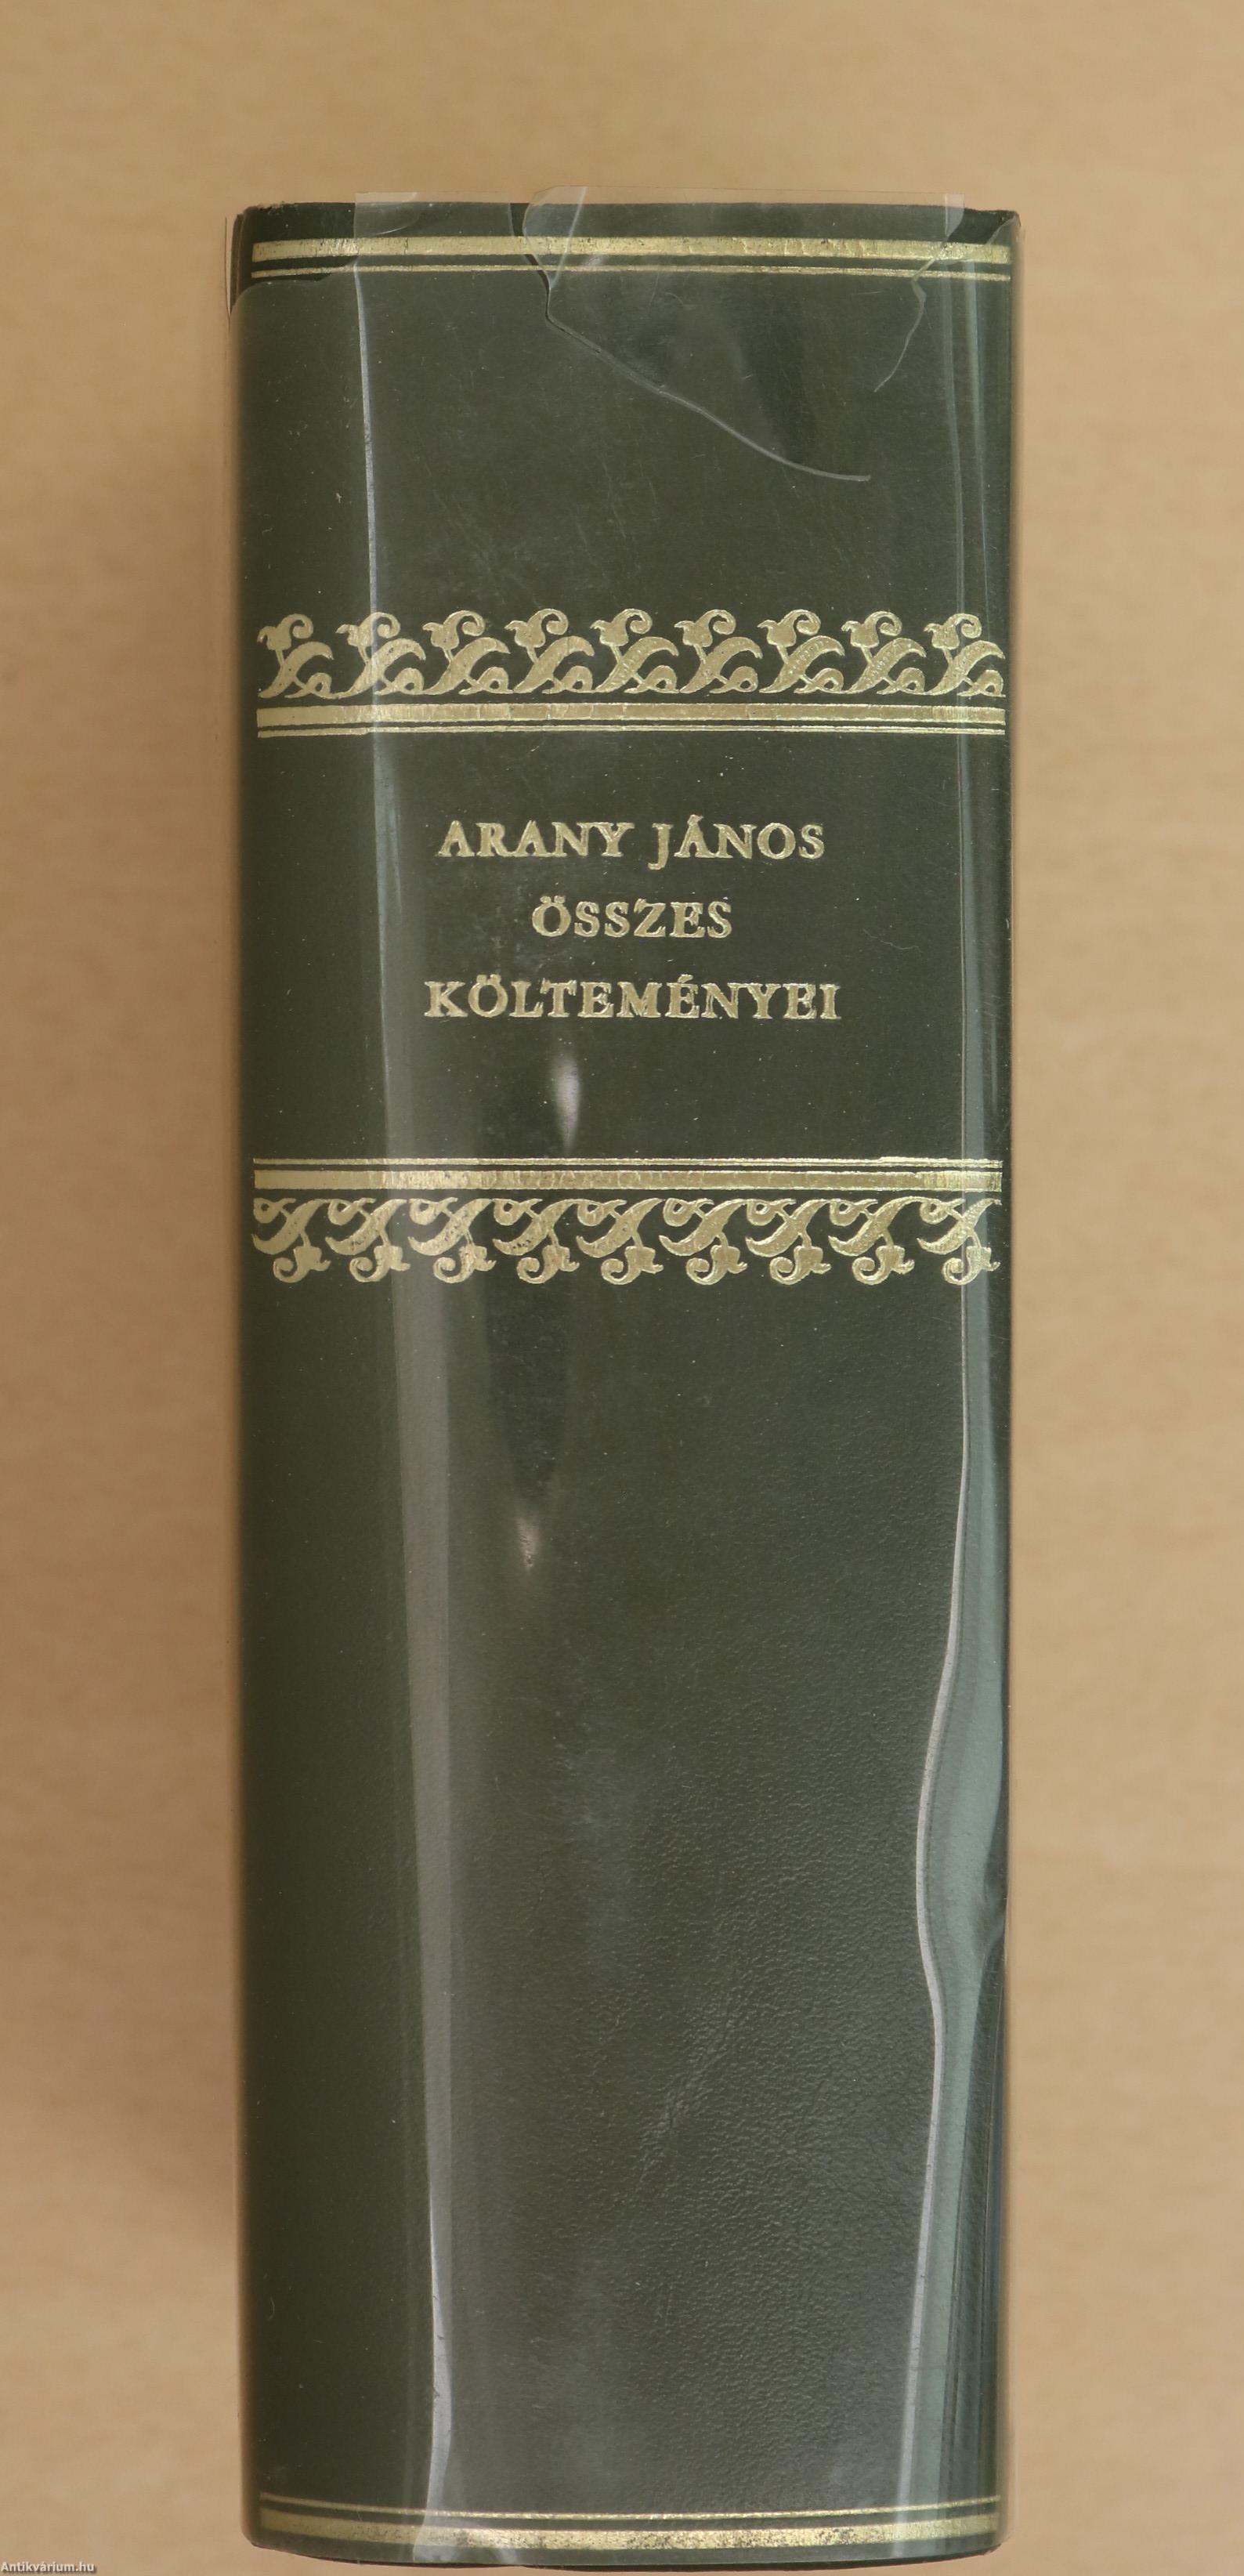 ARANY JÁNOS
ÖSSZES
KÖLTEMÉNYEI
Antikvárium.hu